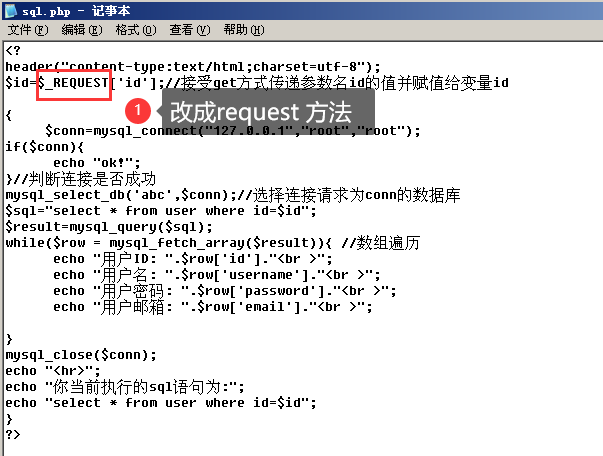 sql.php - 记事本
文件(F) 编辑(E) 格式(O) 查看(V) 帮助(H)
<?
header("content-type:text/html;charset=utf-8");
$id=$_REQUEST['id'];//接受get方式传递参数名id的值并赋值给变量id
1 改成request 方法
{
$conn=mysql_connect("127.0.0.1","root","root");
if($conn){
echo "ok!";
}//判断连接是否成功
mysql_select_db('abc',$conn);//选择连接请求为conn的数据库
$sql="select * from user where id=$id";
$result=mysql_query($sql);
while($row = mysql_fetch_array($result)){ //数组遍历
echo "用户ID: ".$row['id']."<br >";
echo "用户名: ".$row['username']."<br >";
echo "用户密码: ".$row['password']."<br >";
echo "用户邮箱: ".$row['email']."<br >";
}
mysql_close($conn);
echo "<hr>";
echo "你当前执行的sql语句为:";
echo "select * from user where id=$id";
}
?>